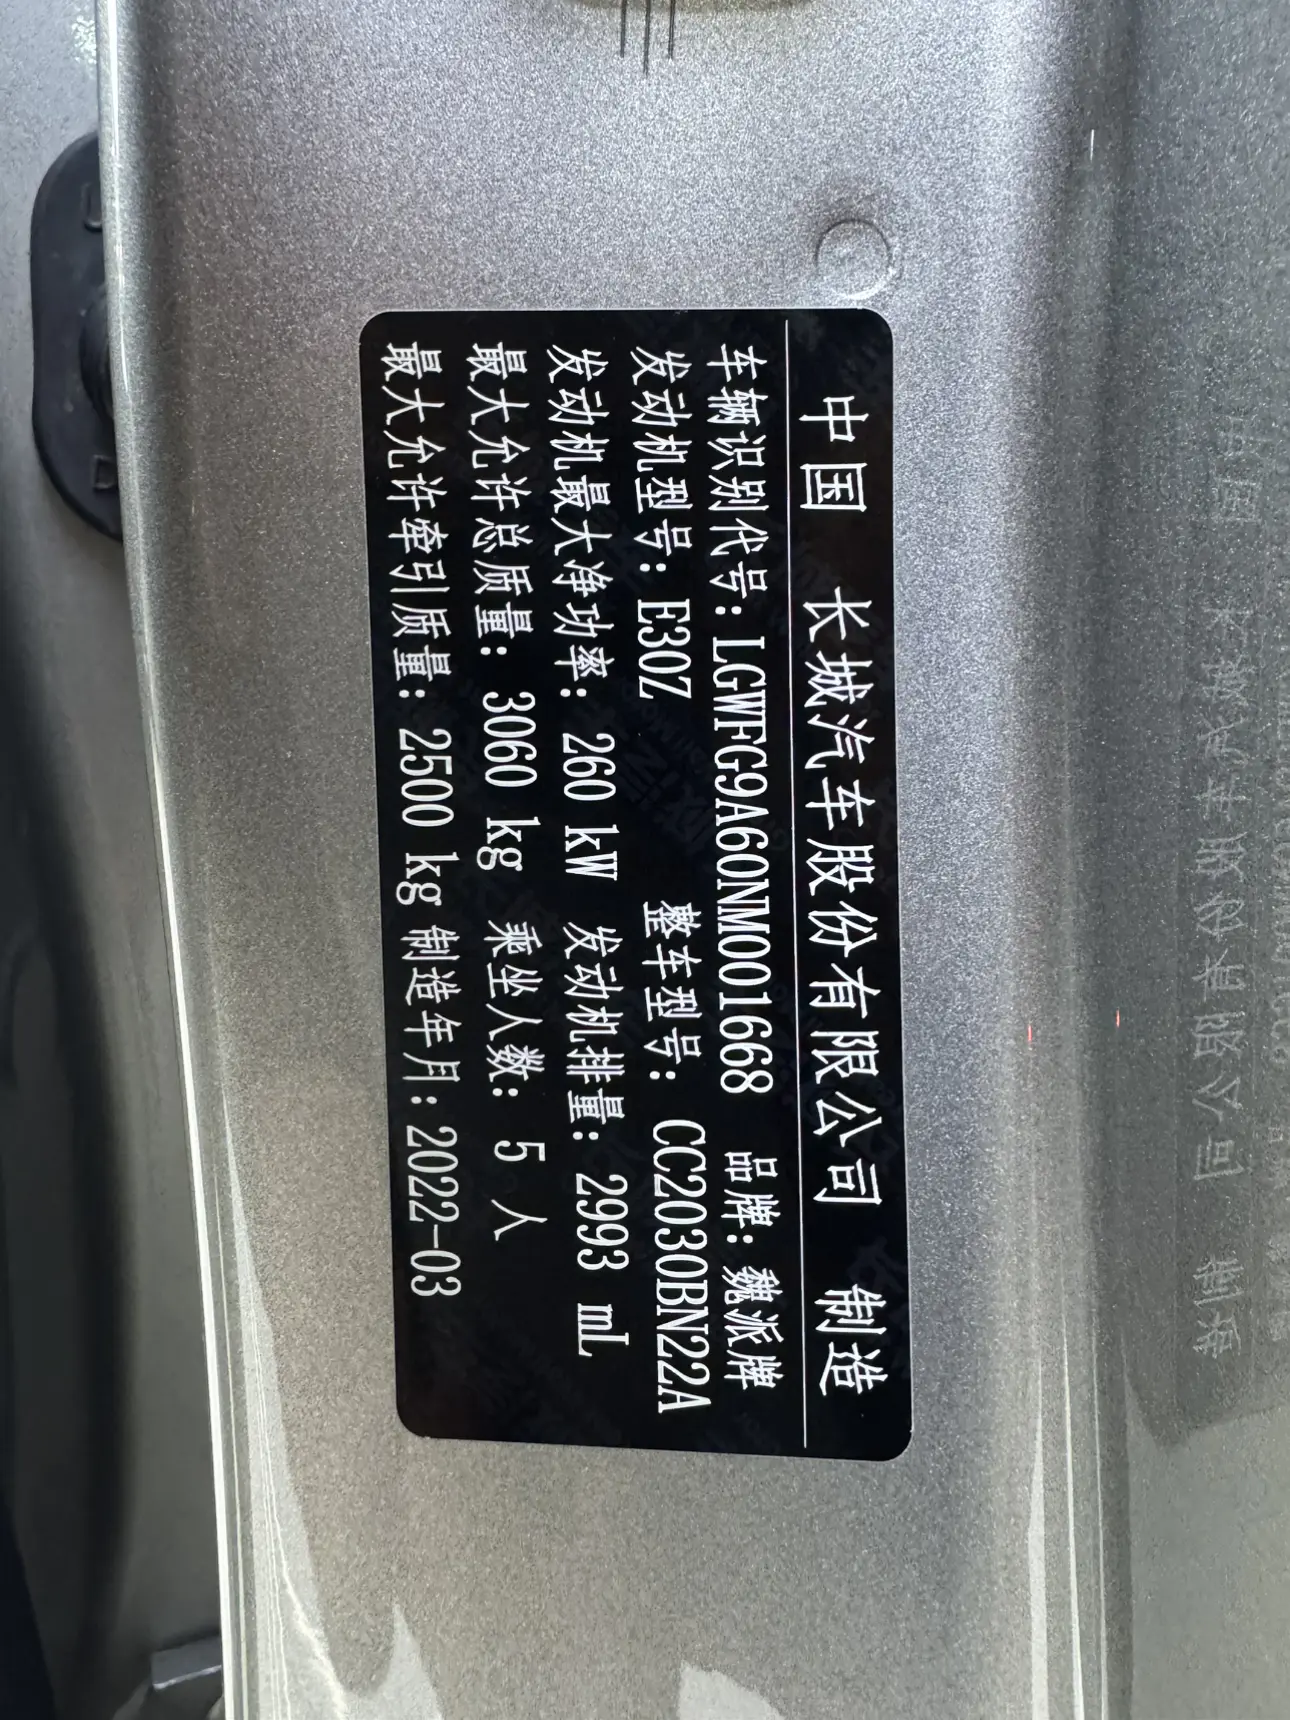 中国 长城汽车股份有限公司 制造
车辆识别代号: LGWFG9A60NM001668 品牌: 魏派牌
发动机型号: E30Z 整车型号: CC2030BN22A
发动机最大净功率: 260 kW 发动机排量: 2993 mL
最大允许总质量: 3060 kg 乘坐人数: 5 人
最大允许牵引质量: 2500 kg 制造年月: 2022-03